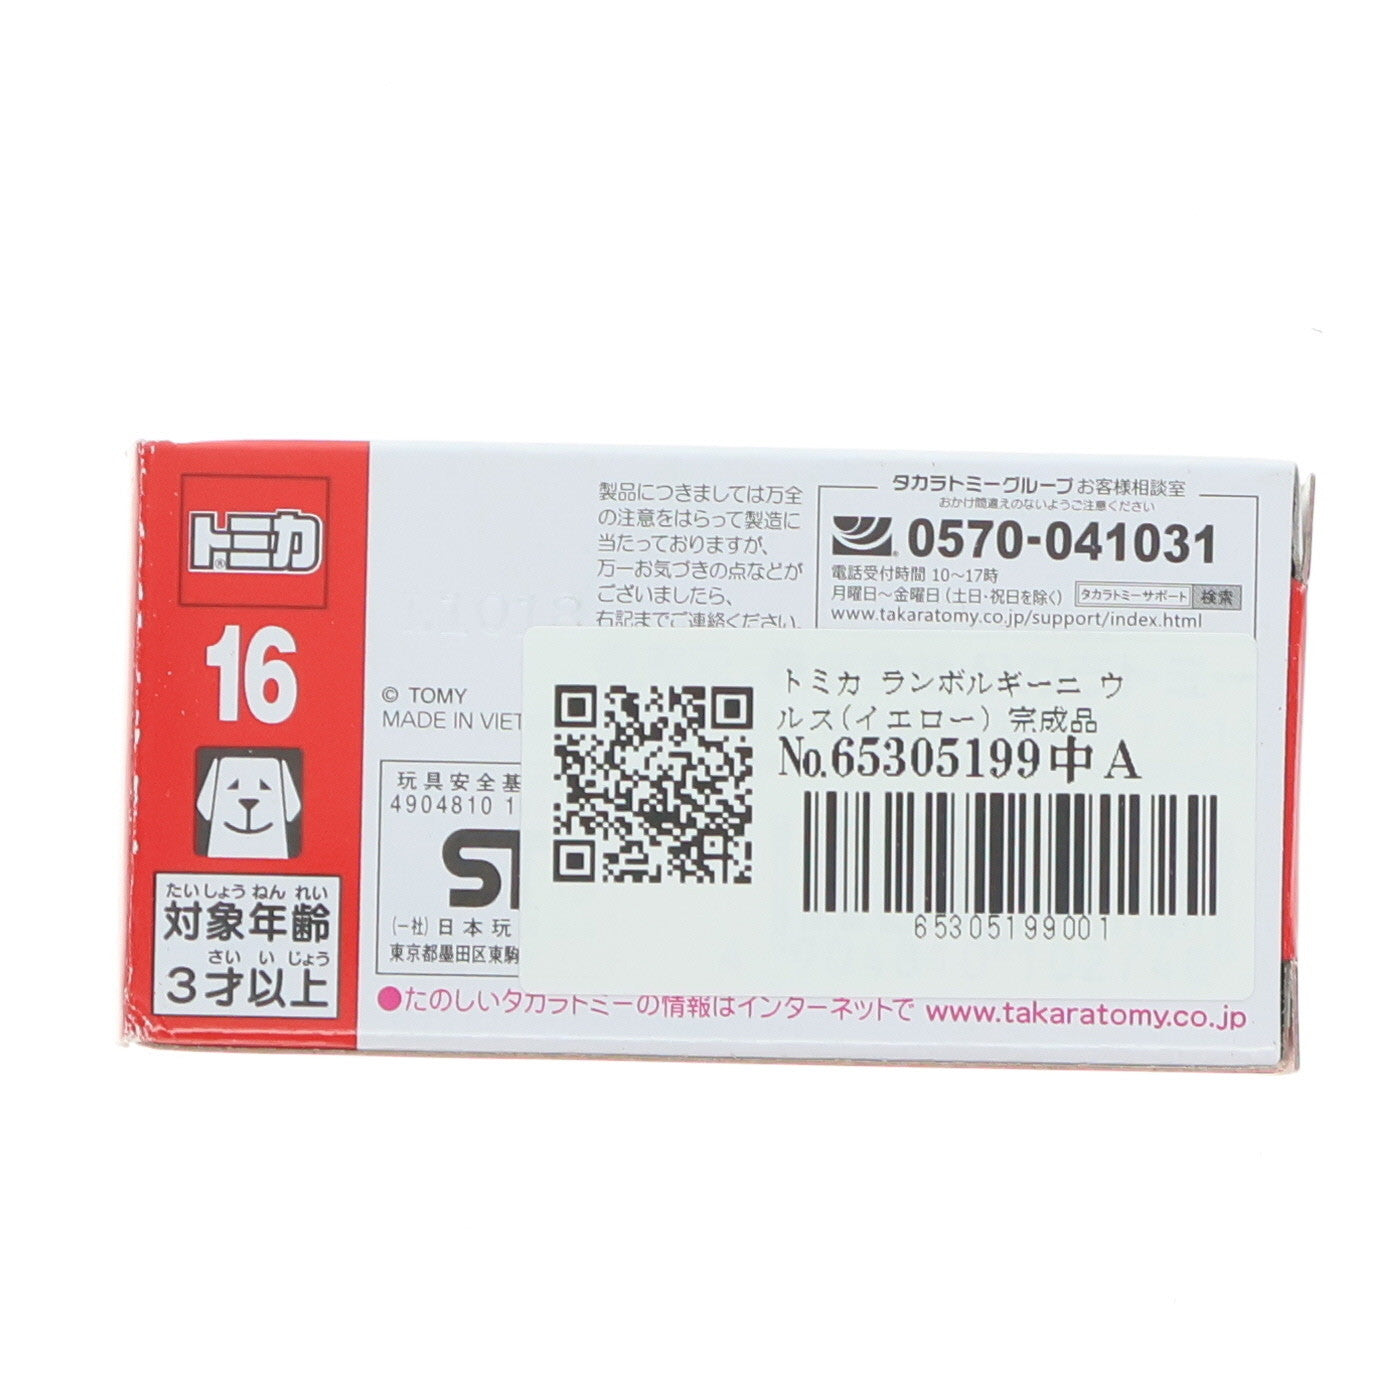 トミカ®
16
たいしょうねんれい
対象年齢
さいいじょう
3才以上
製品につきましては万全
の注意をはらって製造に
当たっておりますが、
万一お気づきの点などが
ございましたら、
右記までご連絡ください。
タカラトミーグループお客様相談室
おかけ間違えのないようご注意ください
0570-041031
電話受付時間 10～17時
月曜日～金曜日(土日・祝日を除く)
タカラトミーサポート 検索
www.takaratomy.co.jp/support/index.html
© TOMY
MADE IN VIET
玩具安全基
4904810 1
ST
(一社)日本玩
東京都墨田区東駒
トミカ ランボルギーニ ウ
ルス(イエロー) 完成品
No.65305199中A
65305199001
●たのしいタカラトミーの情報はインターネットで www.takaratomy.co.jp